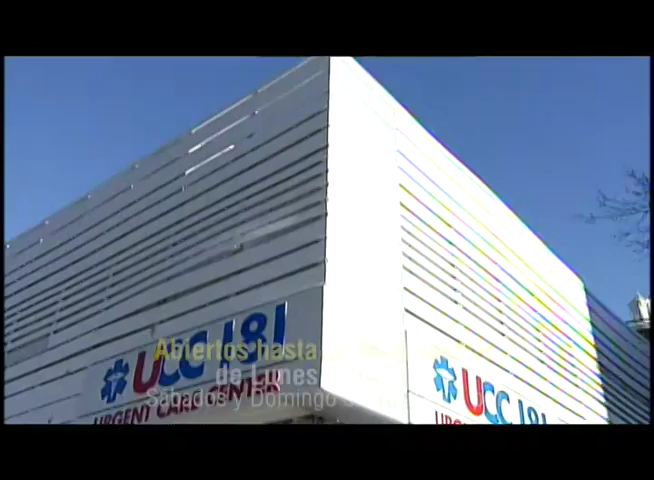 UCC 181
URGENT CARE CENTER
UCC 181
Abiertos hasta
de Lunes
Sabados y Domingo